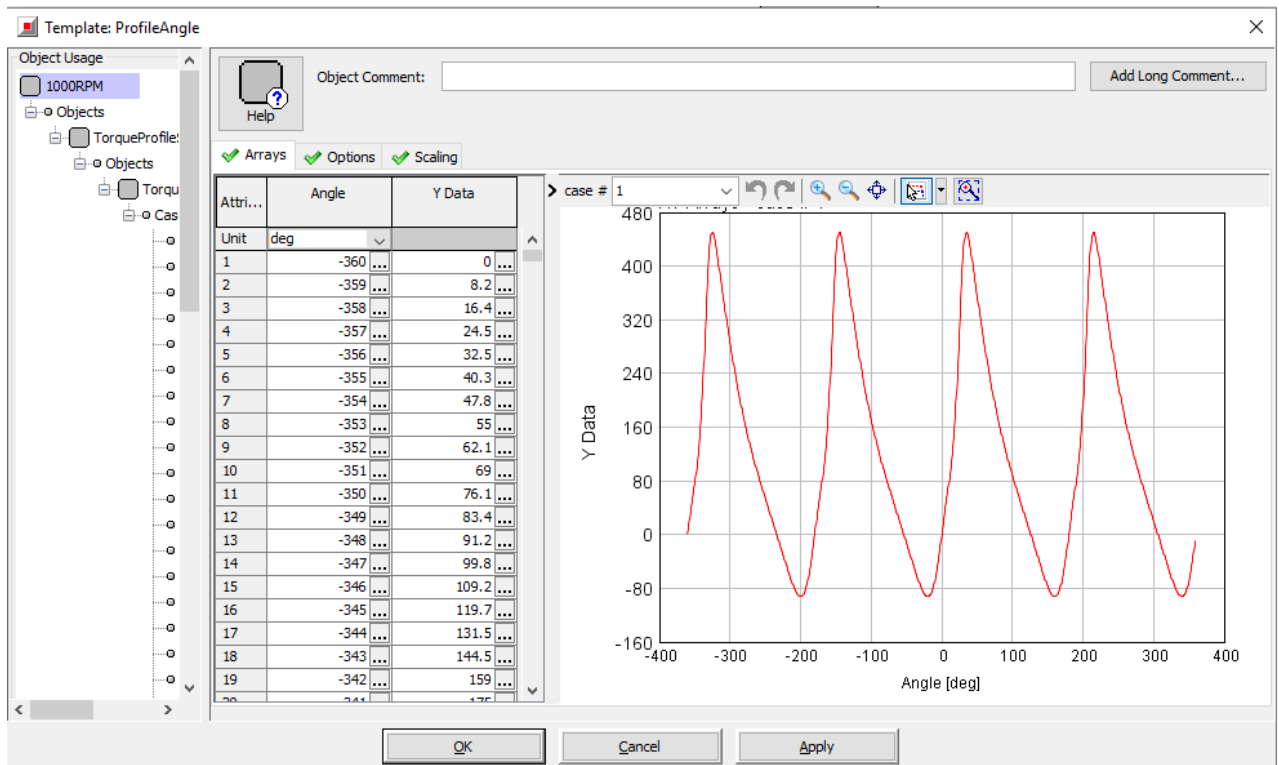 Template: ProfileAngle
Object Usage
1000RPM
Objects
TorqueProfile
Objects
Torqu
Cas
Help
Object Comment:
Add Long Comment...
Arrays Options Scaling
Attri... Angle Y Data
Unit deg
1 -360 ... 0 ...
2 -359 ... 8.2 ...
3 -358 ... 16.4 ...
4 -357 ... 24.5 ...
5 -356 ... 32.5 ...
6 -355 ... 40.3 ...
7 -354 ... 47.8 ...
8 -353 ... 55 ...
9 -352 ... 62.1 ...
10 -351 ... 69 ...
11 -350 ... 76.1 ...
12 -349 ... 83.4 ...
13 -348 ... 91.2 ...
14 -347 ... 99.8 ...
15 -346 ... 109.2 ...
16 -345 ... 119.7 ...
17 -344 ... 131.5 ...
18 -343 ... 144.5 ...
19 -342 ... 159 ...
case # 1
480
400
320
240
160
80
0
-80
-160
Y Data
-400 -300 -200 -100 0 100 200 300 400
Angle [deg]
OK Cancel Apply